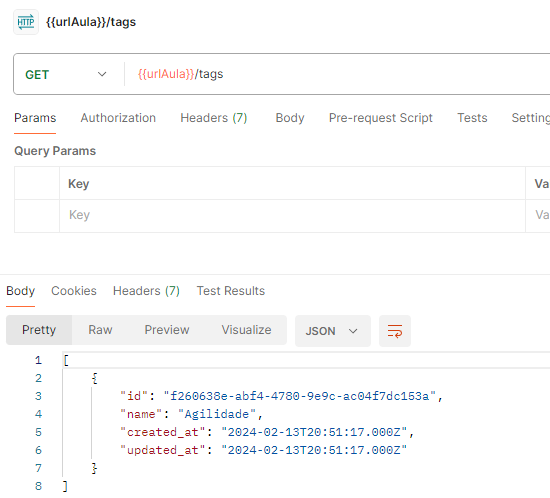 HTTP {{urlAula}}/tags
GET {{urlAula}}/tags
Params Authorization Headers (7) Body Pre-request Script Tests Setting
Query Params
Key Va
Key Va
Body Cookies Headers (7) Test Results
Pretty Raw Preview Visualize JSON
1 [
2 {
3 "id": "f260638e-abf4-4780-9e9c-ac04f7dc153a",
4 "name": "Agilidade",
5 "created_at": "2024-02-13T20:51:17.000Z",
6 "updated_at": "2024-02-13T20:51:17.000Z"
7 }
8 ]